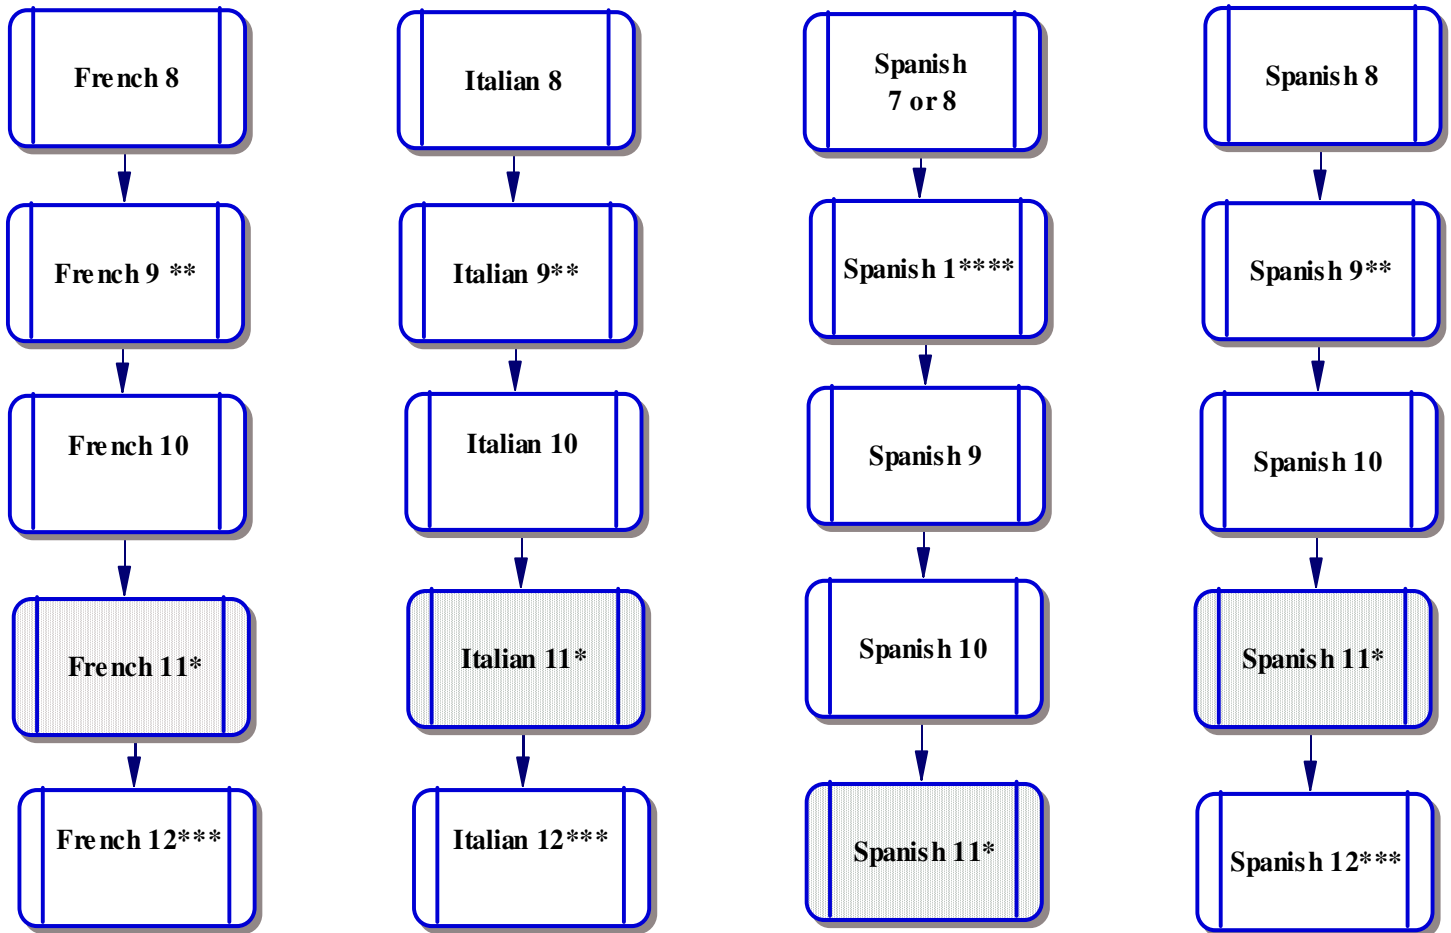 French 8
French 9 **
French 10
French 11*
French 12***
Italian 8
Italian 9**
Italian 10
Italian 11*
Italian 12***
Spanish
7 or 8
Spanish 1****
Spanish 9
Spanish 10
Spanish 11*
Spanish 8
Spanish 9**
Spanish 10
Spanish 11*
Spanish 12***